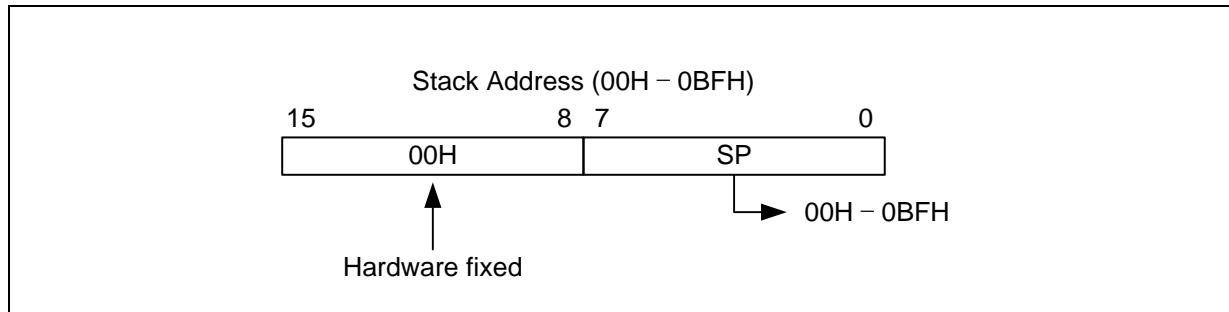 Stack Address (00H – 0BFH)
15 8 7 0
00H SP
00H – 0BFH
Hardware fixed